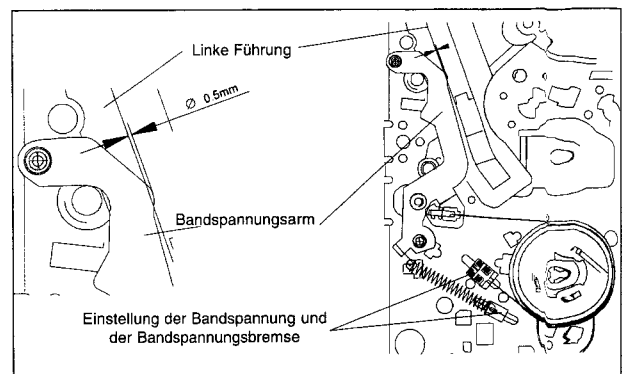 Linke Führung
Ø 0.5mm
Bandspannungsarm
Einstellung der Bandspannung und
der Bandspannungsbremse